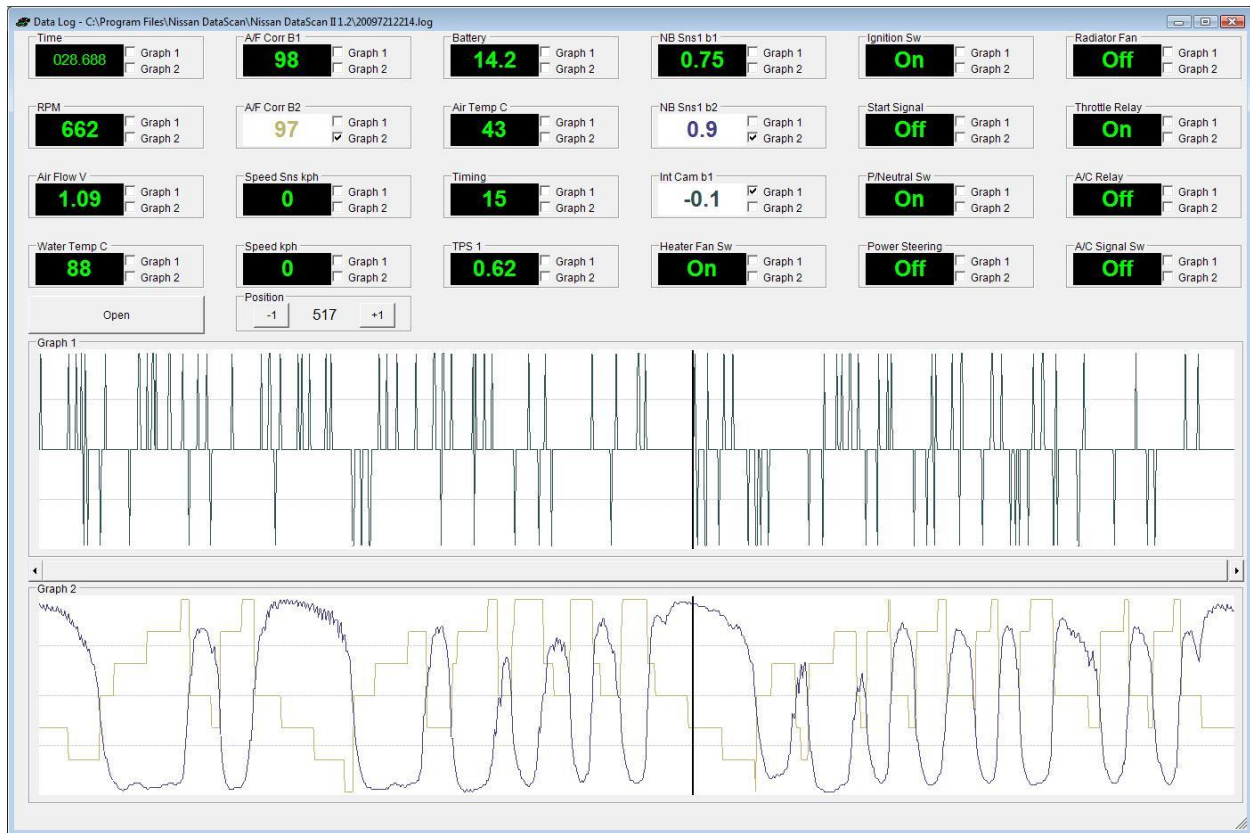 Data Log - C:\Program Files\Nissan DataScan\Nissan DataScan II 1.2\20097212214.log
Time A/F Corr B1 Battery NB Sns1 b1 Ignition Sw Radiator Fan
028.688 Graph 1 98 Graph 1 14.2 Graph 1 0.75 Graph 1 On Graph 1 Off Graph 1
Graph 2 Graph 2 Graph 2 Graph 2 Graph 2 Graph 2
RPM A/F Corr B2 Air Temp C NB Sns1 b2 Start Signal Throttle Relay
662 Graph 1 97 Graph 1 43 Graph 1 0.9 Graph 1 Off Graph 1 On Graph 1
Graph 2 Graph 2 Graph 2 Graph 2 Graph 2 Graph 2
Air Flow V Speed Sns kph Timing Int Cam b1 P/Neutral Sw A/C Relay
1.09 Graph 1 0 Graph 1 15 Graph 1 -0.1 Graph 1 On Graph 1 Off Graph 1
Graph 2 Graph 2 Graph 2 Graph 2 Graph 2 Graph 2
Water Temp C Speed kph TPS 1 Heater Fan Sw Power Steering A/C Signal Sw
88 Graph 1 0 Graph 1 0.62 Graph 1 On Graph 1 Off Graph 1 Off Graph 1
Graph 2 Graph 2 Graph 2 Graph 2 Graph 2 Graph 2
Position
Open -1 517 +1
Graph 1
Graph 2